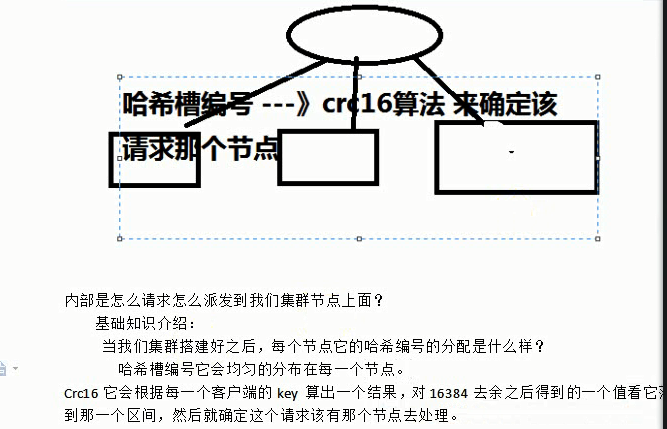 哈希槽编号 ---》crc16算法 来确定该
请求那个节点
内部是怎么请求怎么派发到我们集群节点上面？
基础知识介绍：
当我们集群搭建好之后，每个节点它的哈希编号的分配是什么样？
哈希槽编号它会均匀的分布在每一个节点。
Crc16 它会根据每一个客户端的 key 算出一个结果，对 16384 去余之后得到的一个值看它落
到那一个区间，然后就确定这个请求该有那个节点去处理。